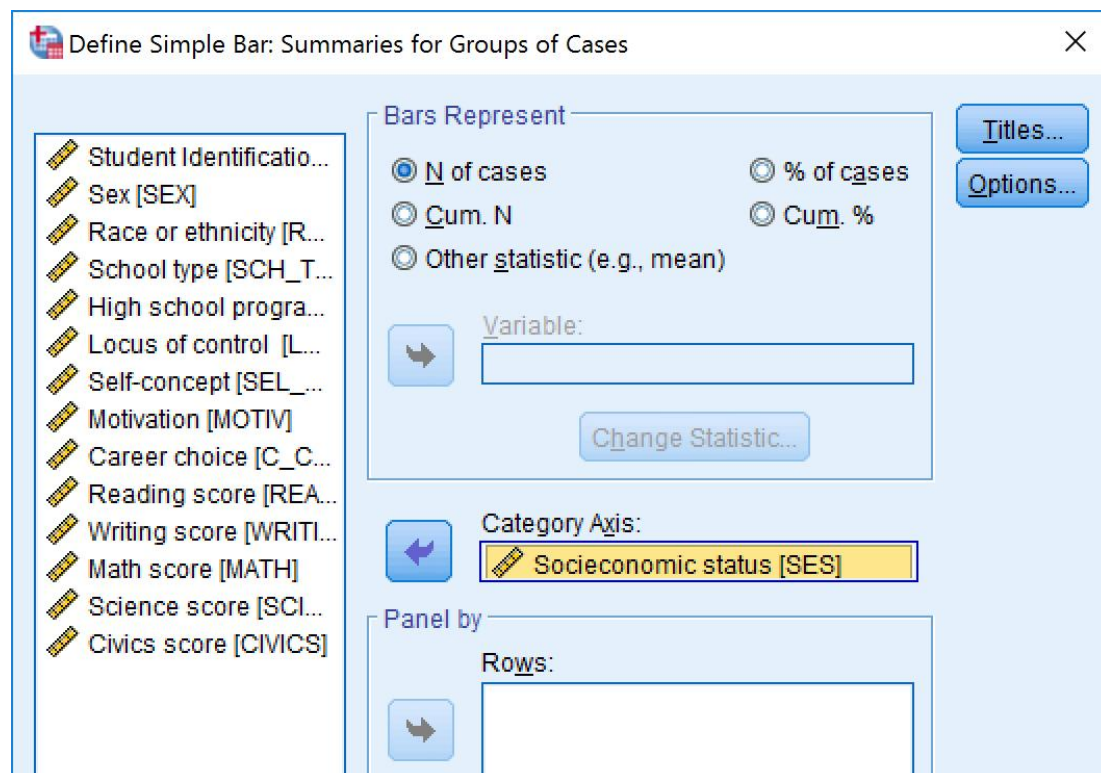 Define Simple Bar: Summaries for Groups of Cases
Student Identificatio...
Sex [SEX]
Race or ethnicity [R...
School type [SCH_T...
High school progra...
Locus of control [L...
Self-concept [SEL_...
Motivation [MOTIV]
Career choice [C_C...
Reading score [REA...
Writing score [WRITI...
Math score [MATH]
Science score [SCI...
Civics score [CIVICS]
Bars Represent
N of cases
% of cases
Cum. N
Cum. %
Other statistic (e.g., mean)
Variable:
Change Statistic...
Category Axis:
Socieconomic status [SES]
Panel by
Rows:
Titles...
Options...